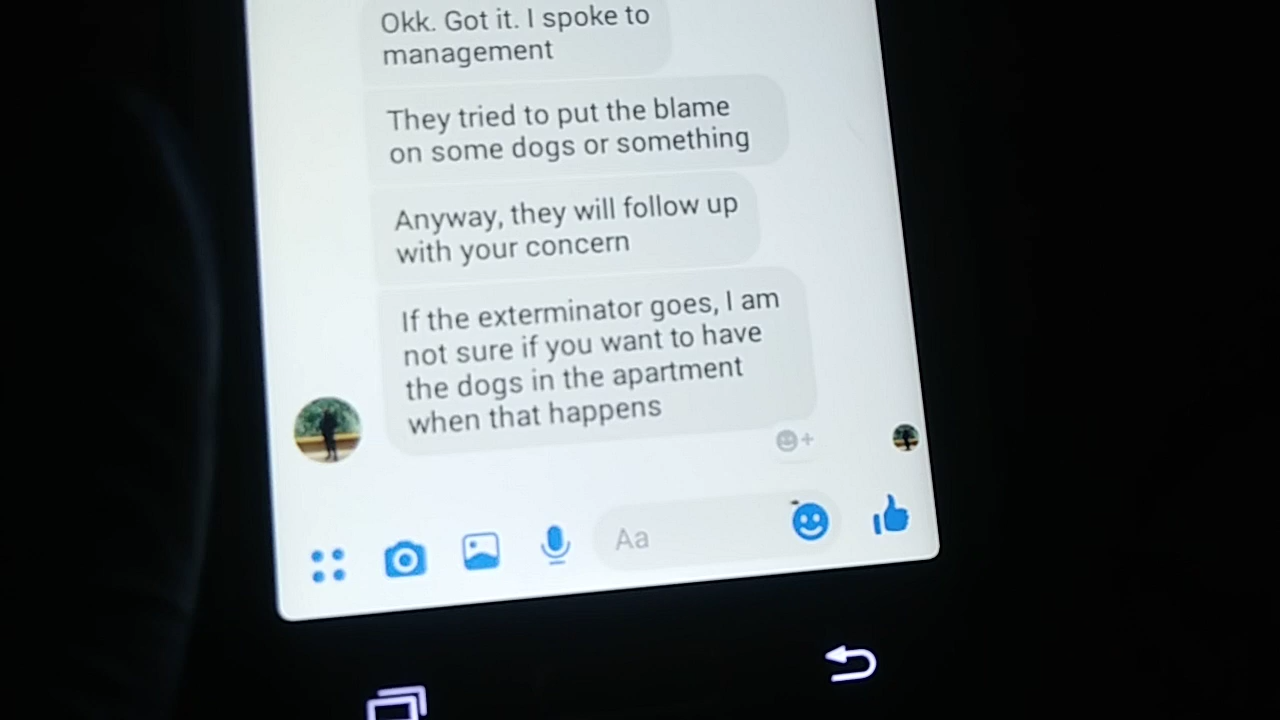 Okk. Got it. I spoke to
management
They tried to put the blame
on some dogs or something
Anyway, they will follow up
with your concern
If the exterminator goes, I am
not sure if you want to have
the dogs in the apartment
when that happens
Aa